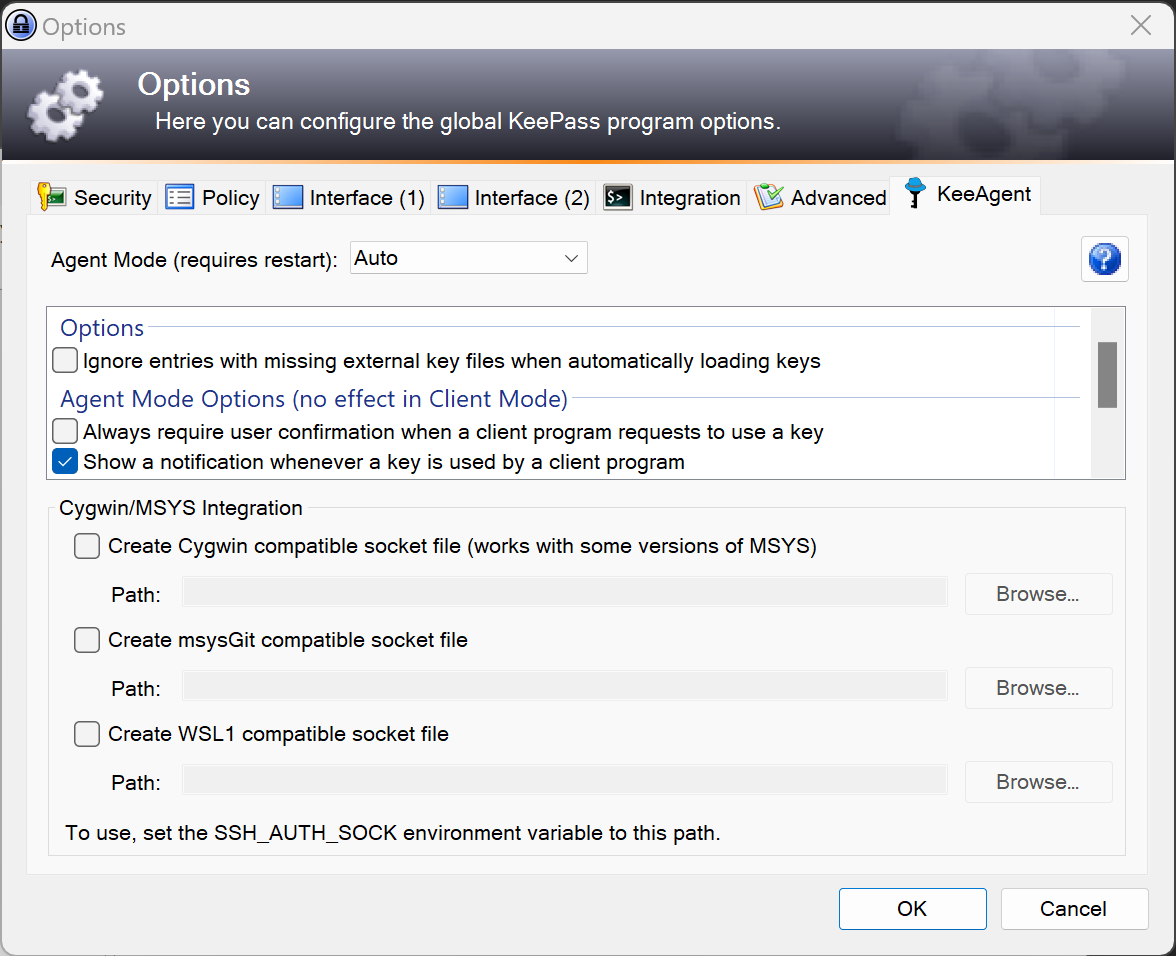 Options
Options
Here you can configure the global KeePass program options.
Security Policy Interface (1) Interface (2) Integration Advanced KeeAgent
Agent Mode (requires restart): Auto
Options
Ignore entries with missing external key files when automatically loading keys
Agent Mode Options (no effect in Client Mode)
Always require user confirmation when a client program requests to use a key
Show a notification whenever a key is used by a client program
Cygwin/MSYS Integration
Create Cygwin compatible socket file (works with some versions of MSYS)
Path: Browse...
Create msysGit compatible socket file
Path: Browse...
Create WSL1 compatible socket file
Path: Browse...
To use, set the SSH_AUTH_SOCK environment variable to this path.
OK Cancel